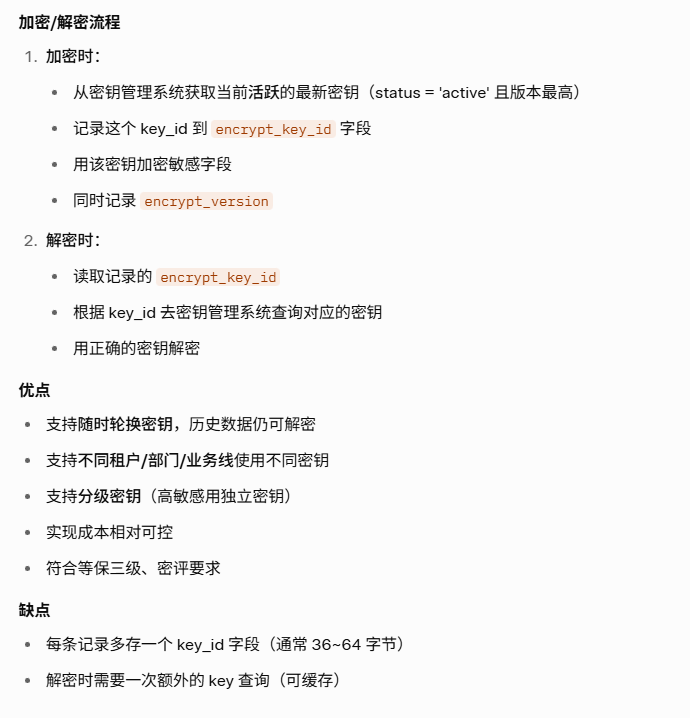 加密/解密流程
1. 加密时：
从密钥管理系统获取当前活跃的最新密钥（status = 'active' 且版本最高）
记录这个 key_id 到 encrypt_key_id 字段
用该密钥加密敏感字段
同时记录 encrypt_version
2. 解密时：
读取记录的 encrypt_key_id
根据 key_id 去密钥管理系统查询对应的密钥
用正确的密钥解密
优点
支持随时轮换密钥，历史数据仍可解密
支持不同租户/部门/业务线使用不同密钥
支持分级密钥（高敏感用独立密钥）
实现成本相对可控
符合等保三级、密评要求
缺点
每条记录多存一个 key_id 字段（通常 36~64 字节）
解密时需要一次额外的 key 查询（可缓存）